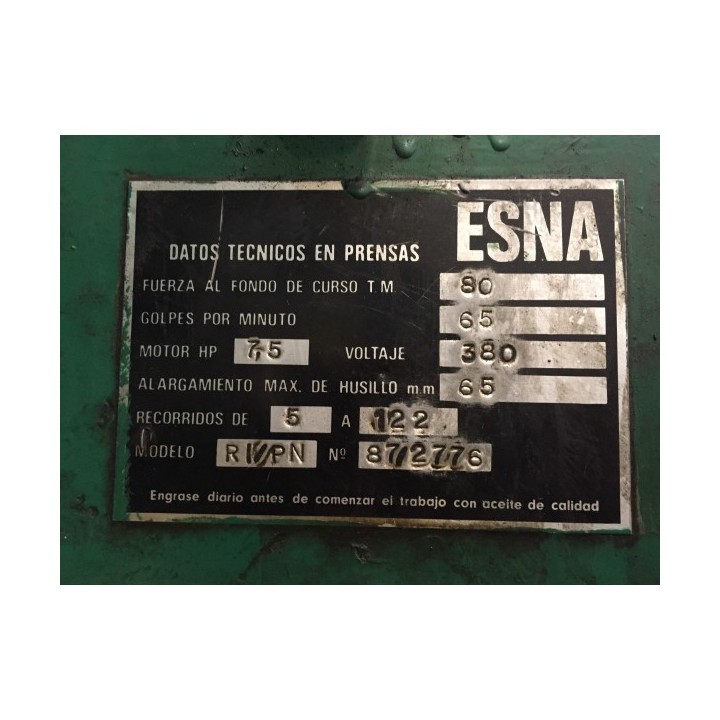 ESNA
DATOS TECNICOS EN PRENSAS
FUERZA AL FONDO DE CURSO T.M. 80
GOLPES POR MINUTO 65
MOTOR HP 7,5 VOLTAJE 380
ALARGAMIENTO MAX. DE HUSILLO m.m 65
RECORRIDOS DE 5 A 122
MODELO Nº 872776
Engrase diario antes de comenzar el trabajo con aceite de calidad